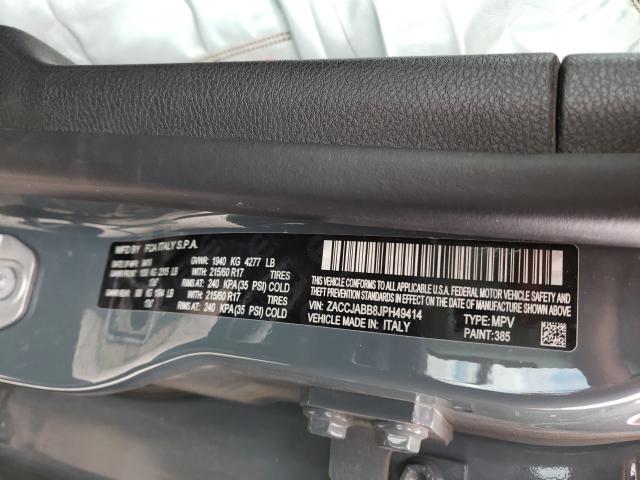 MFD BY FCA ITALY S.P.A.
GVWR: 1940 KG 4277 LB
WITH: 215/60 R17 TIRES
RIMS AT: 240 KPA (35 PSI) COLD
WITH: 215/60 R17 TIRES
RIMS AT: 240 KPA (35 PSI) COLD
THIS VEHICLE CONFORMS TO ALL APPLICABLE U.S.A. FEDERAL MOTOR VEHICLE SAFETY AND THEFT PREVENTION STANDARDS IN EFFECT ON THE DATE OF MANUFACTURE SHOWN ABOVE.
VIN: ZACCJABB8JPH49414 TYPE: MPV
VEHICLE MADE IN: ITALY PAINT: 385